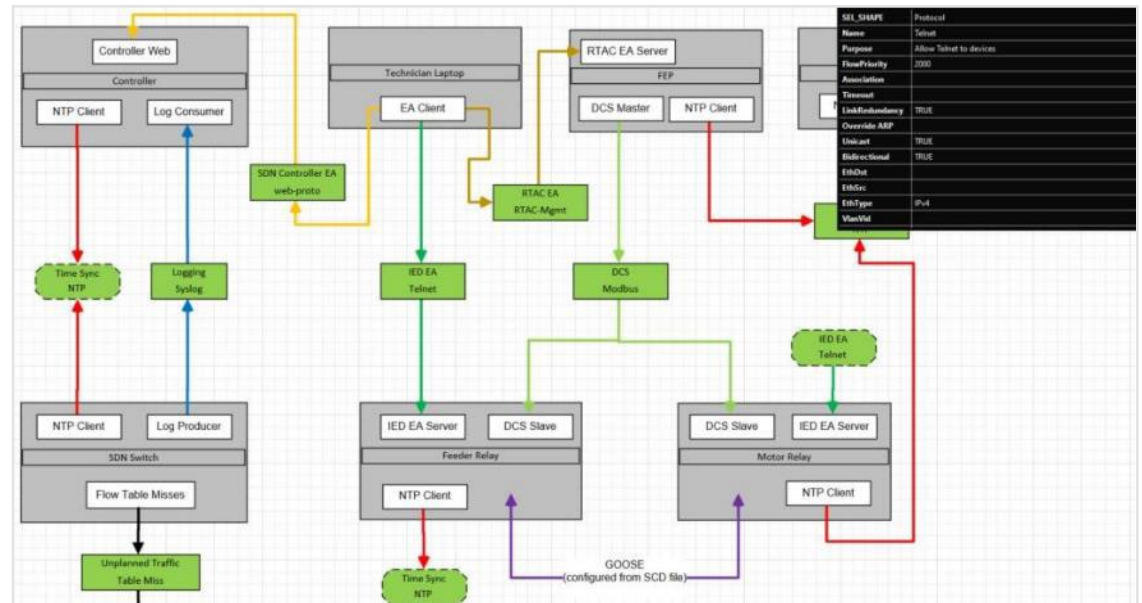 Controller Web
Controller
NTP Client
Log Consumer
Technician Laptop
EA Client
RTAC EA Server
FEP
DCS Master
NTP Client
SEL_SHAPE Protocol
Name Telnet
Purpose Allow Telnet to devices
FlowPriority 2000
Association
Timeout
LinkRedundancy TRUE
Override ARP
Unicast TRUE
Bidirectional TRUE
EthDst
EthSrc
EthType IPv4
VlanVid
SDN Controller EA
web-proto
RTAC EA
RTAC-Mgmt
Time Sync
NTP
Logging
Syslog
IED EA
Telnet
DCS
Modbus
IED EA
Telnet
NTP Client
Log Producer
SDN Switch
Flow Table Misses
IED EA Server
DCS Slave
Feeder Relay
NTP Client
DCS Slave
IED EA Server
Motor Relay
NTP Client
Unplanned Traffic
Table Miss
Time Sync
NTP
GOOSE
(configured from SCD file)